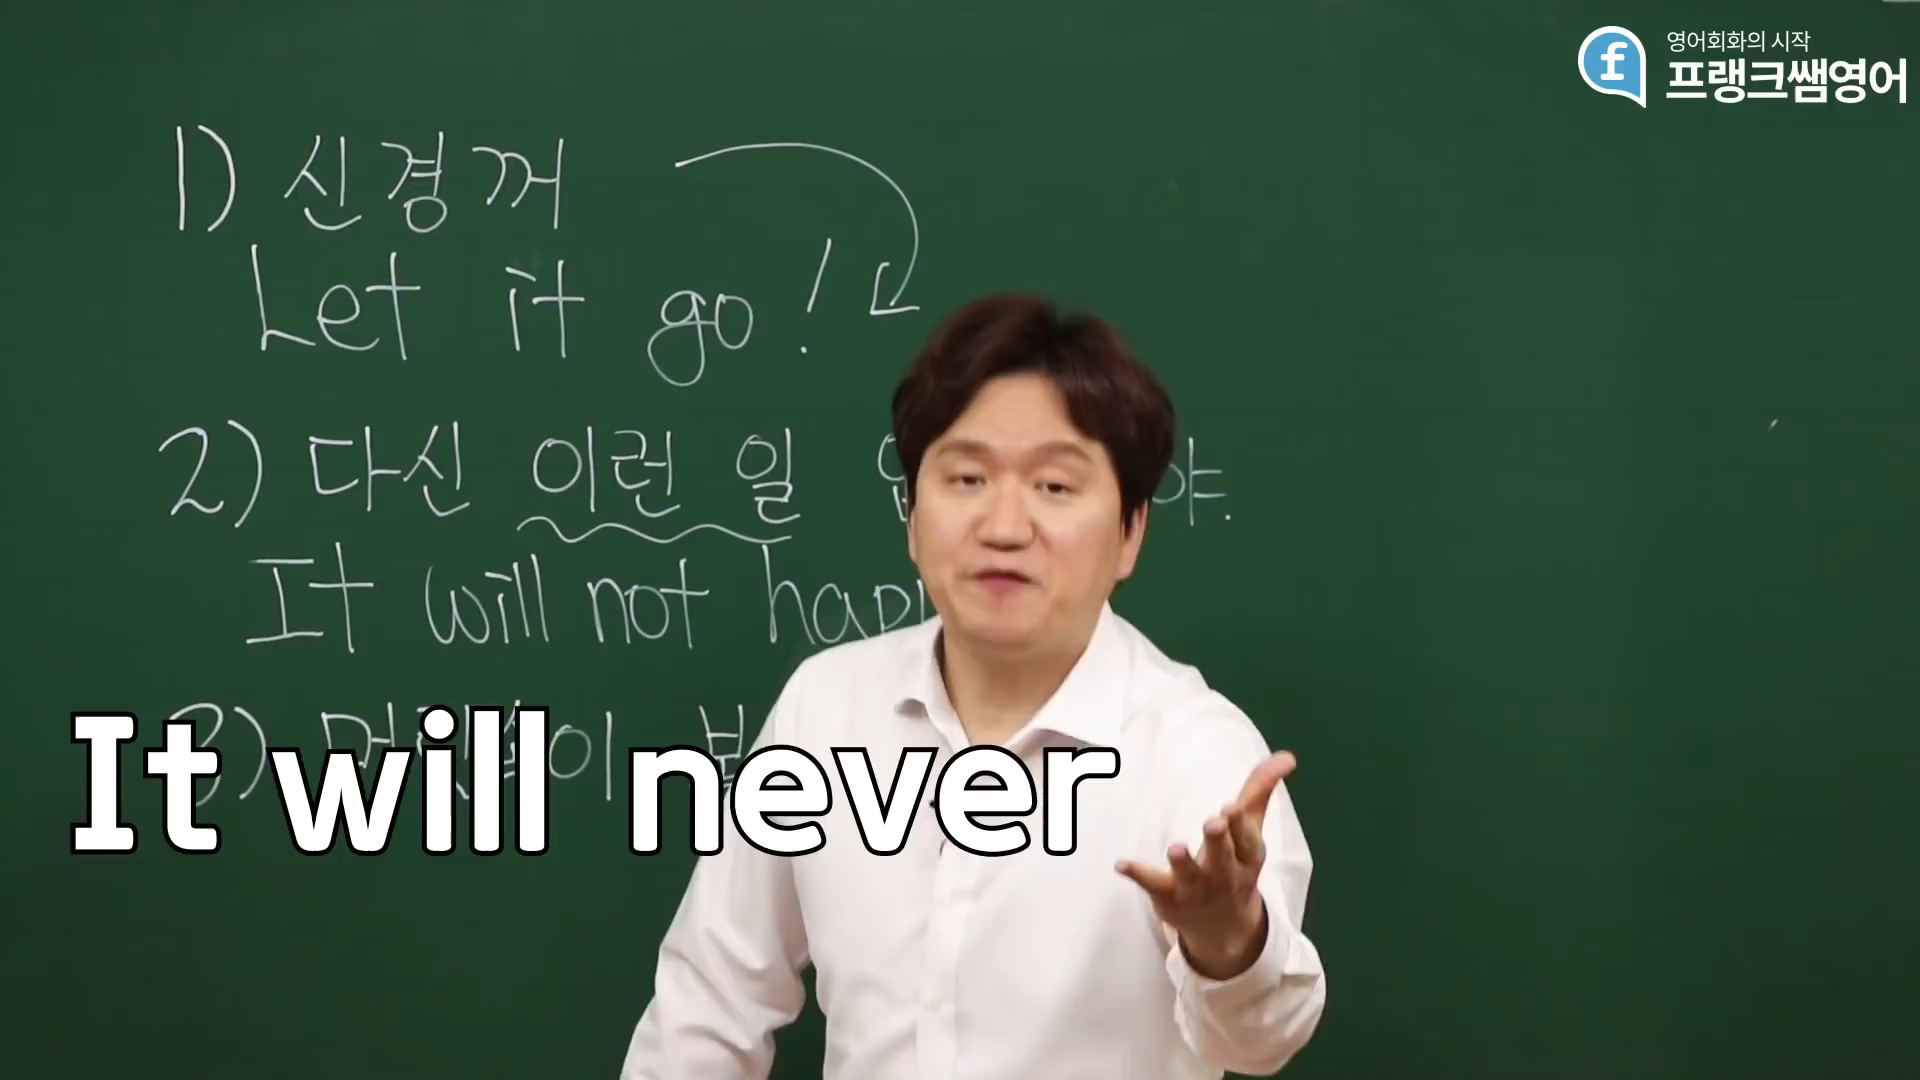 영어회화의 시작
프랭크쌤영어
1) 신경꺼
Let it go!
2) 다신 이런 일
It will not
3)
It will never